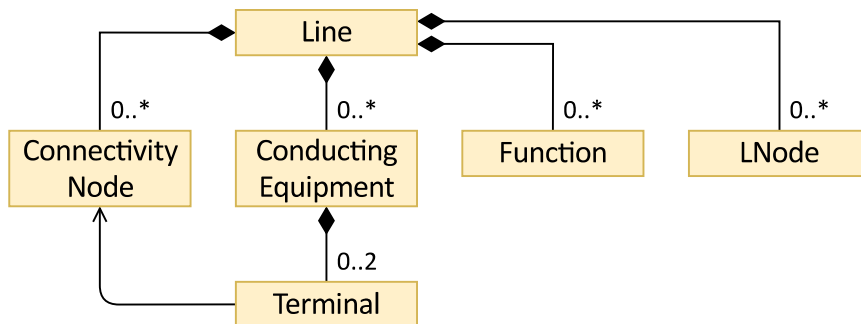 Line
0..*
0..*
0..*
0..*
Connectivity
Node
Conducting
Equipment
Function
LNode
0..2
Terminal